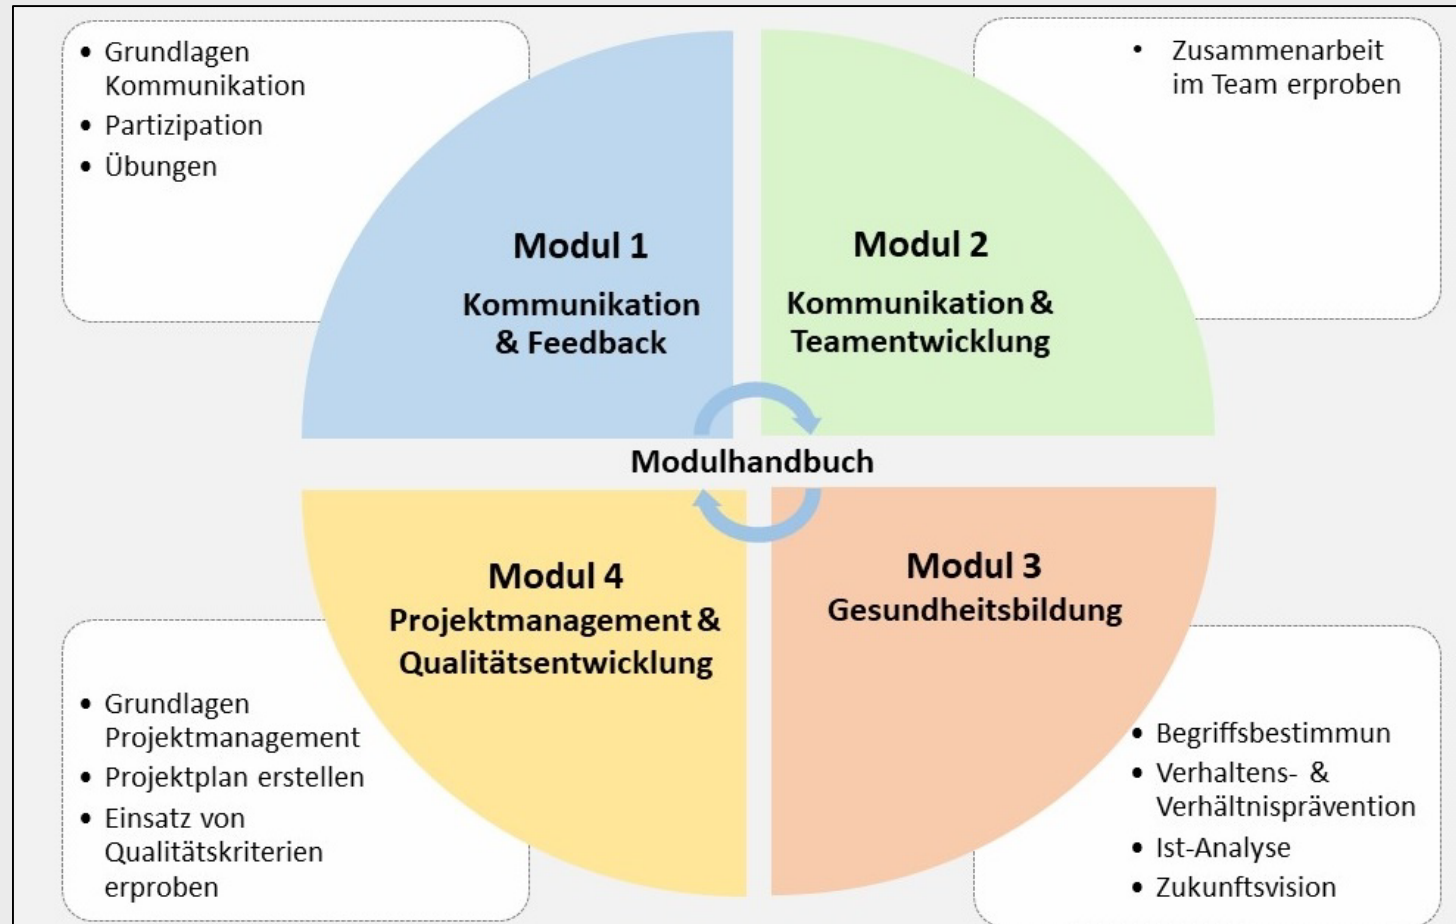 • Grundlagen
Kommunikation
• Partizipation
• Übungen
Modul 1
Kommunikation
& Feedback
• Zusammenarbeit
im Team erproben
Modul 2
Kommunikation &
Teamentwicklung
Modulhandbuch
Modul 4
Projektmanagement &
Qualitätsentwicklung
• Grundlagen
Projektmanagement
• Projektplan erstellen
• Einsatz von
Qualitätskriterien
erproben
Modul 3
Gesundheitsbildung
• Begriffsbestimmun
• Verhaltens- &
Verhältnisprävention
• Ist-Analyse
• Zukunftsvision